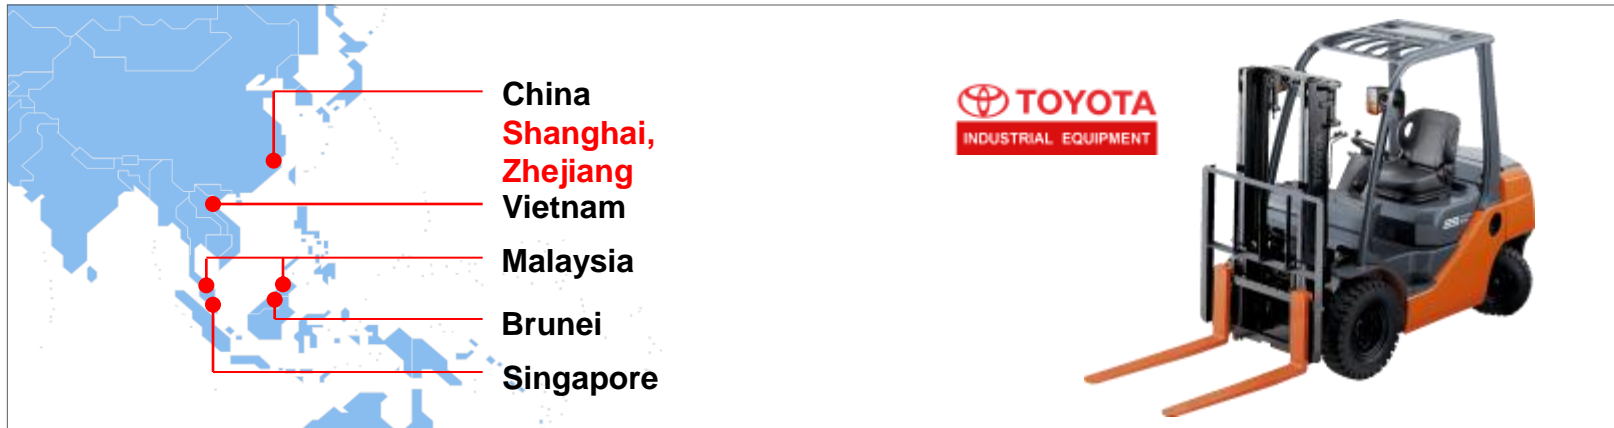 China
Shanghai,
Zhejiang
Vietnam
Malaysia
Brunei
Singapore
TOYOTA
INDUSTRIAL EQUIPMENT